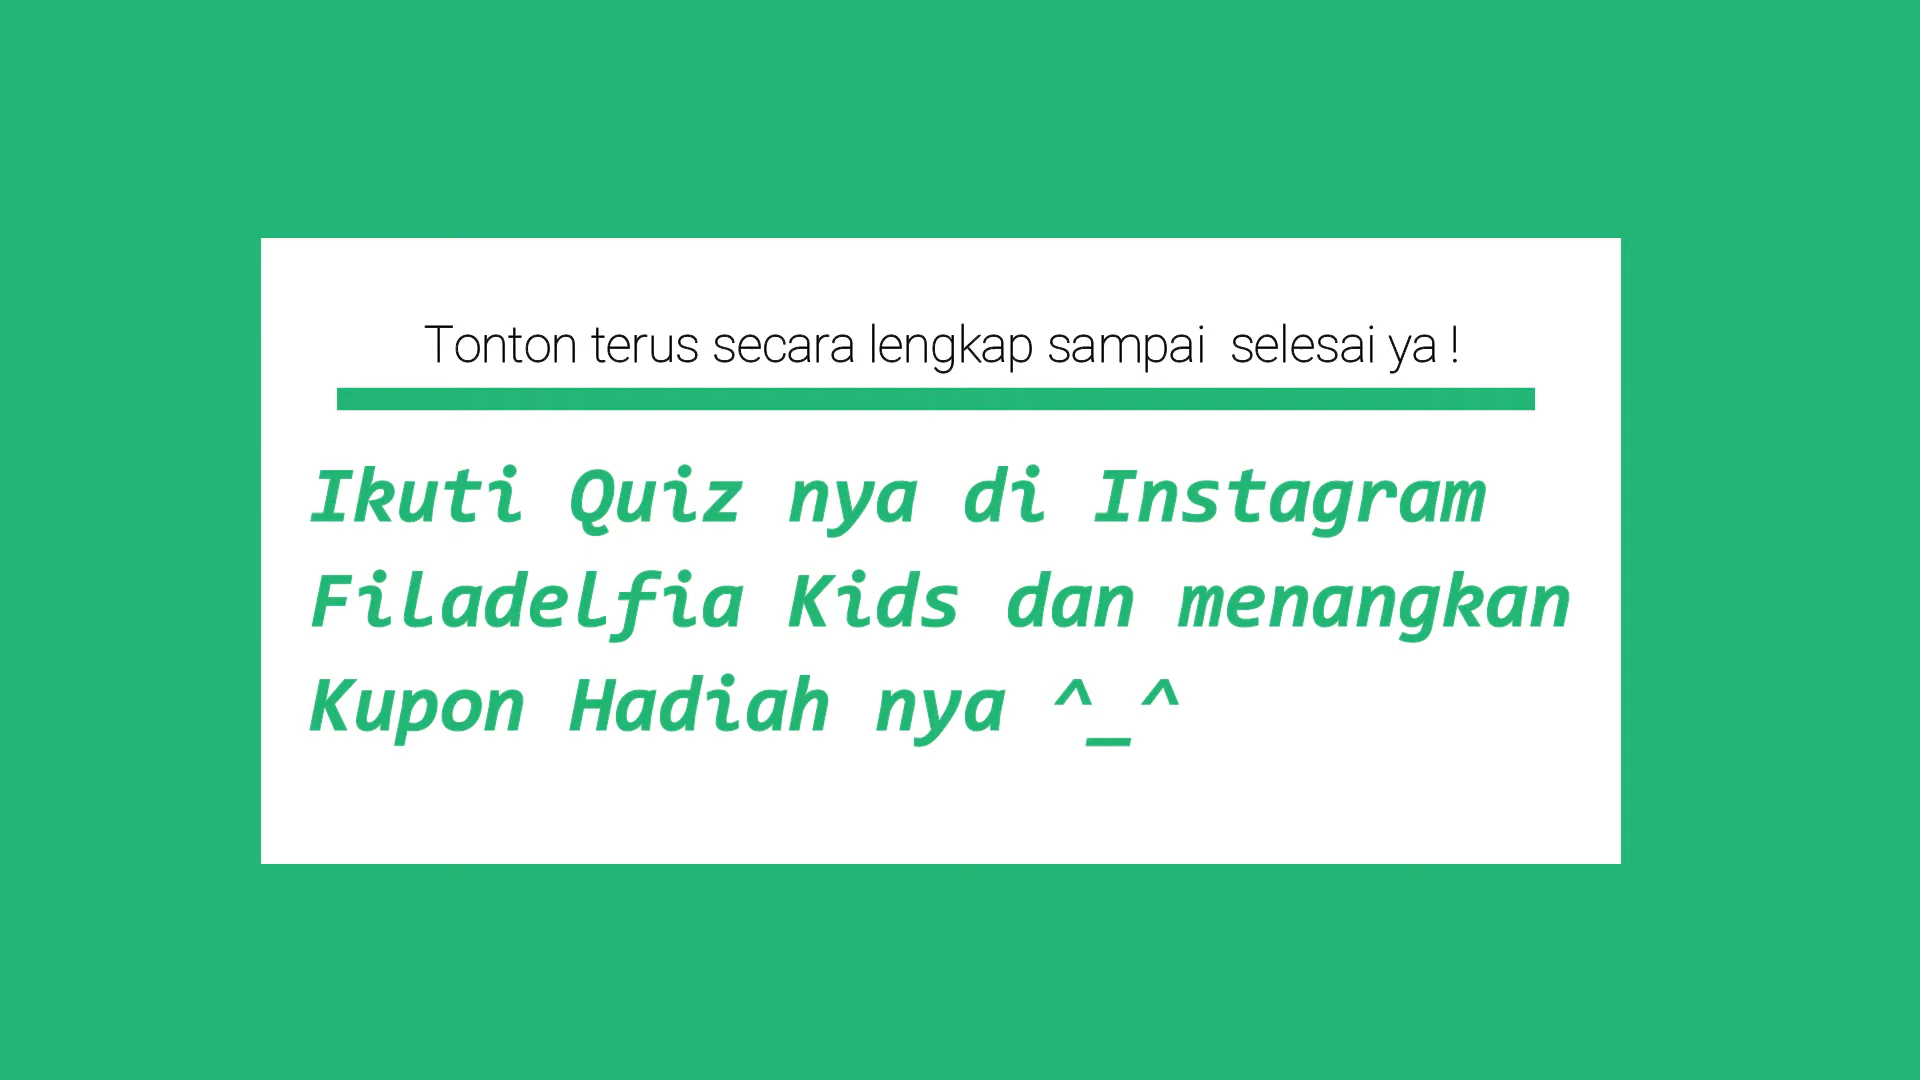 Tonton terus secara lengkap sampai  selesai ya !
Ikuti Quiz nya di Instagram
Filadelfia Kids dan menangkan
Kupon Hadiah nya ^_^